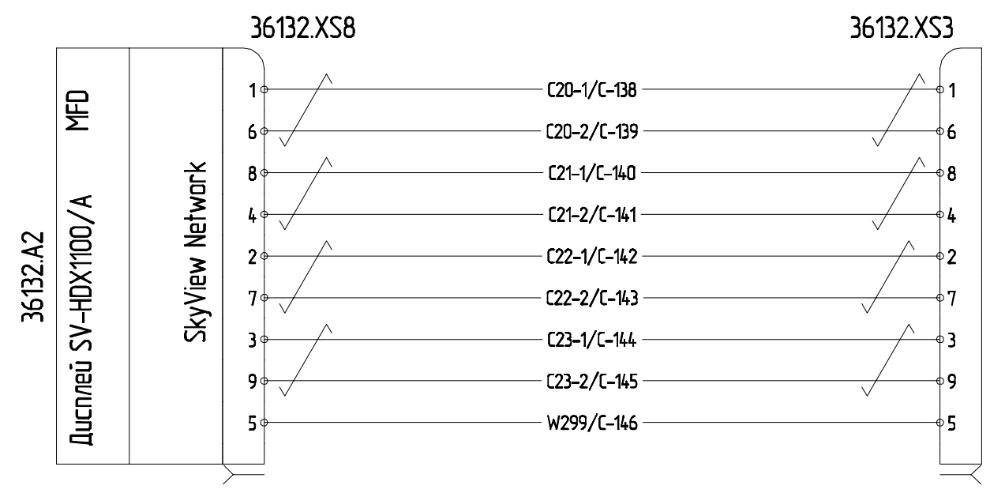 36132.XS8
36132.XS3
36132.A2
Дисплей SV-HDX1100/A MFD
SkyView Network
1 C20-1/C-138 1
6 C20-2/C-139 6
8 C21-1/C-140 8
4 C21-2/C-141 4
2 C22-1/C-142 2
7 C22-2/C-143 7
3 C23-1/C-144 3
9 C23-2/C-145 9
5 W299/C-146 5